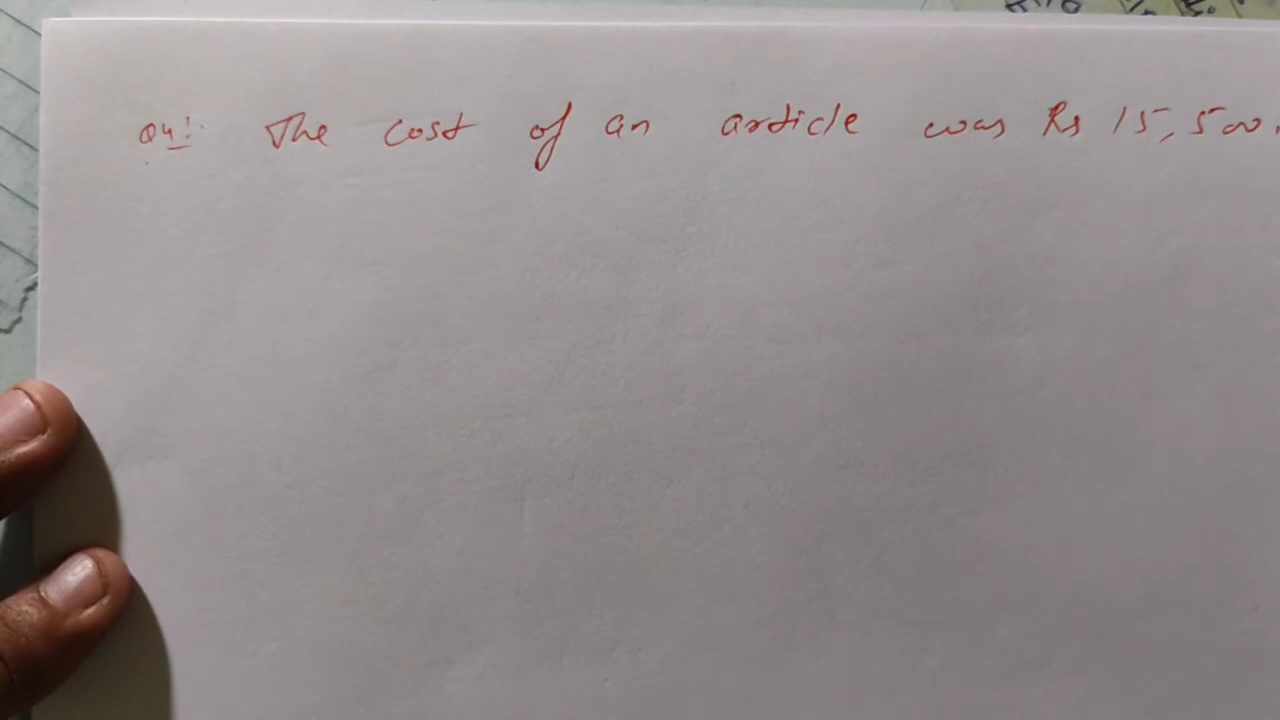 Q4:. The cost of an article was Rs 15,500.